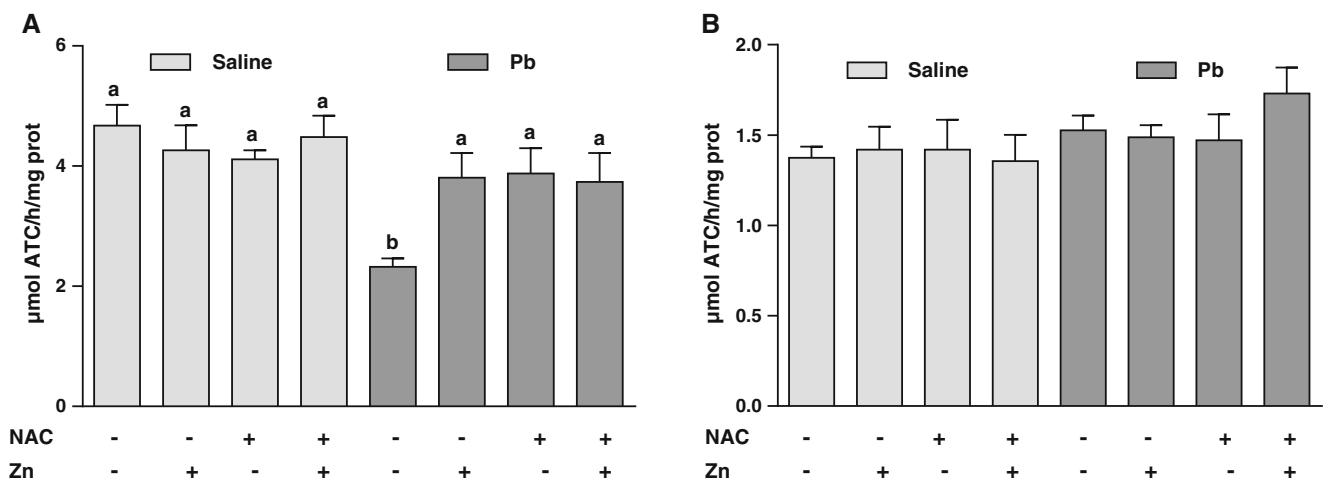 A
B
6
4
2
0
µmol ATC/h/mg prot
Saline
Pb
a
a
a
a
b
a
a
a
NAC
- - + + - - + +
Zn
- + - + - + - +
2.0
1.5
1.0
0.5
0.0
µmol ATC/h/mg prot
Saline
Pb
NAC
- - + + - - + +
Zn
- + - + - + - +